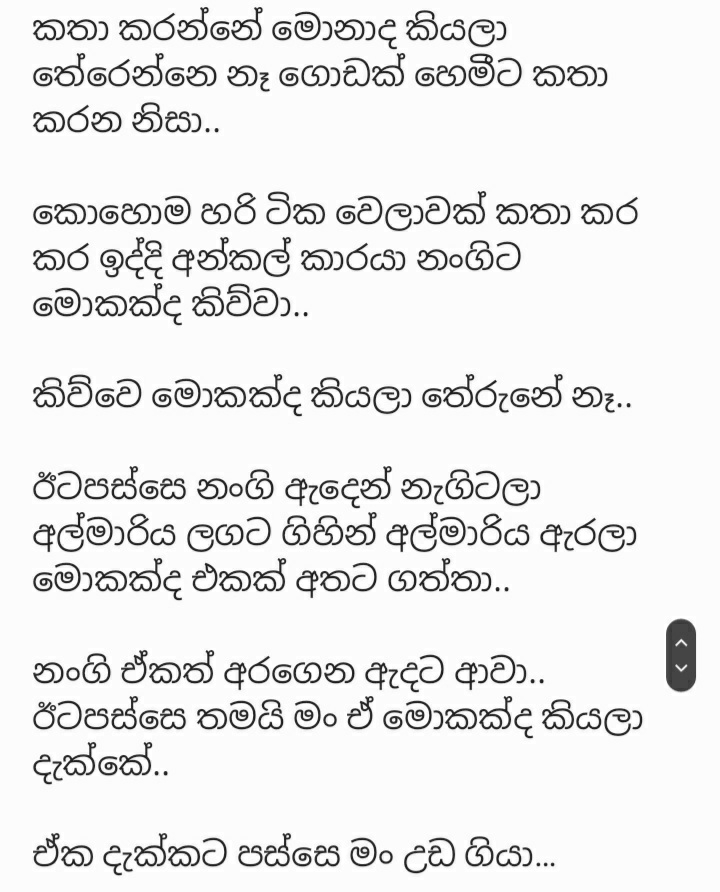 කතා කරන්නේ මොනාද කියලා
තේරෙන්නෙ නෑ ගොඩක් හෙමීට කතා
කරන නිසා..
කොහොම හරි ටික වෙලාවක් කතා කර
කර ඉද්දි අන්කල් කාරයා නංගිට
මොකක්ද කිව්වා..
කිව්වෙ මොකක්ද කියලා තේරුනේ නෑ..
ඊටපස්සෙ නංගි ඇදෙන් නැගිටලා
අල්මාරිය ලගට ගිහින් අල්මාරිය ඇරලා
මොකක්ද එකක් අතට ගත්තා..
නංගි ඒකත් අරගෙන ඇදට ආවා..
ඊටපස්සෙ තමයි මං ඒ මොකක්ද කියලා
දැක්කේ..
ඒක දැක්කට පස්සෙ මං උඩ ගියා...